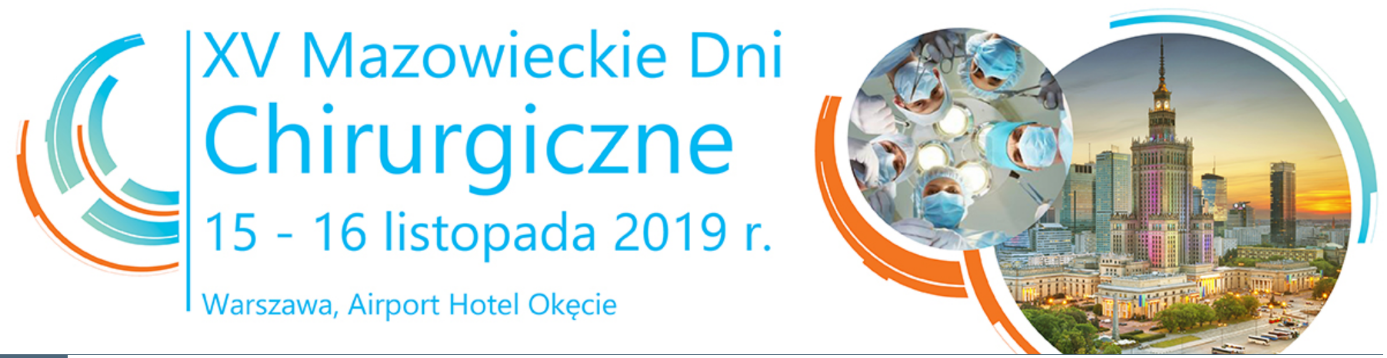 XV Mazowieckie Dni
Chirurgiczne
15 - 16 listopada 2019 r.
Warszawa, Airport Hotel Okęcie